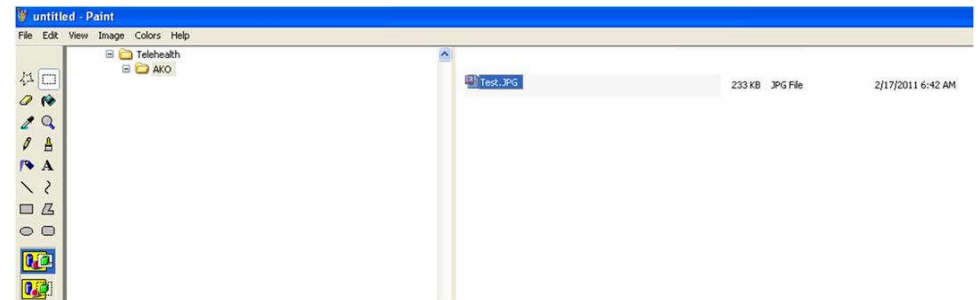 untitled - Paint
File Edit View Image Colors Help
Telehealth
AKO
Test.JPG 233 KB JPG File 2/17/2011 6:42 AM
A